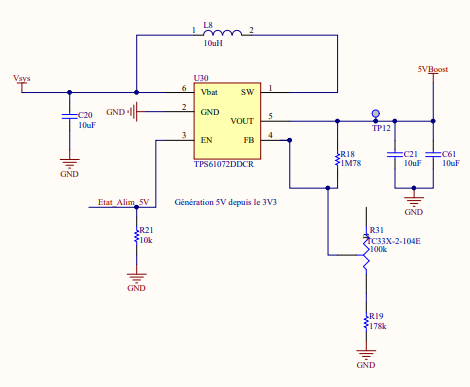 L8
1
2
10uH
Vsys
5VBoost
U30
6
Vbat
SW
1
C20
10uF
GND
2
GND
VOUT
5
TP12
3
EN
FB
4
C21
10uF
C61
10uF
TPS61072DDCR
R18
1M78
GND
GND
Etat_Alim_5V
Génération 5V depuis le 3V3
R21
10k
R31
TC33X-2-104E
100k
GND
R19
178k
GND